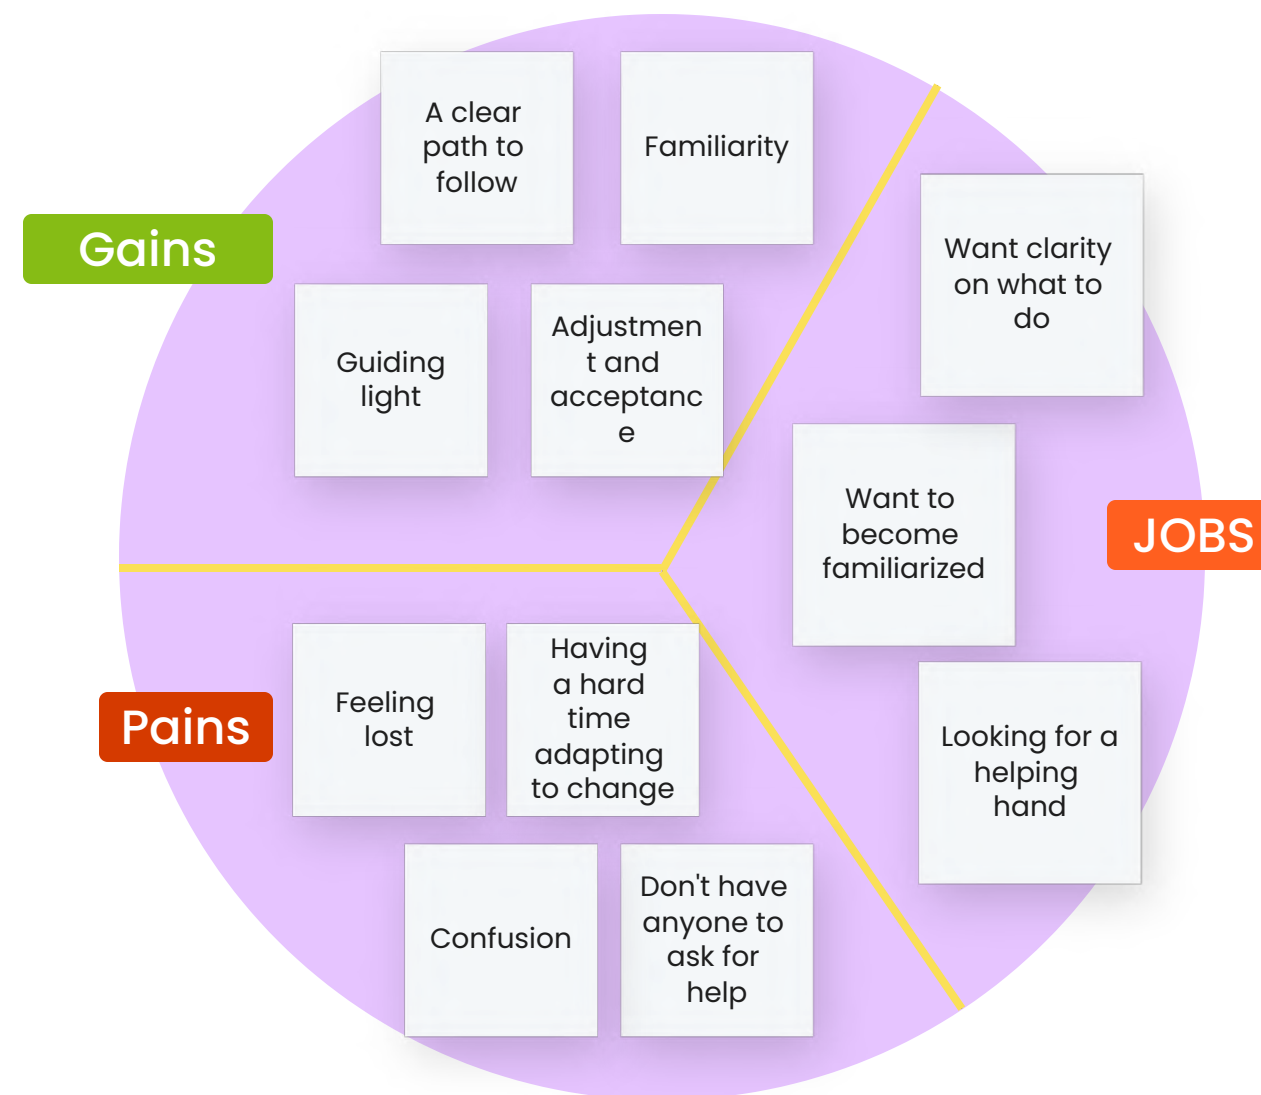 Gains
A clear
path to
follow
Familiarity
Guiding
light
Adjustmen
t and
acceptanc
e
JOBS
Want clarity
on what to
do
Want to
become
familiarized
Looking for a
helping
hand
Pains
Feeling
lost
Having
a hard
time
adapting
to change
Confusion
Don't have
anyone to
ask for
help